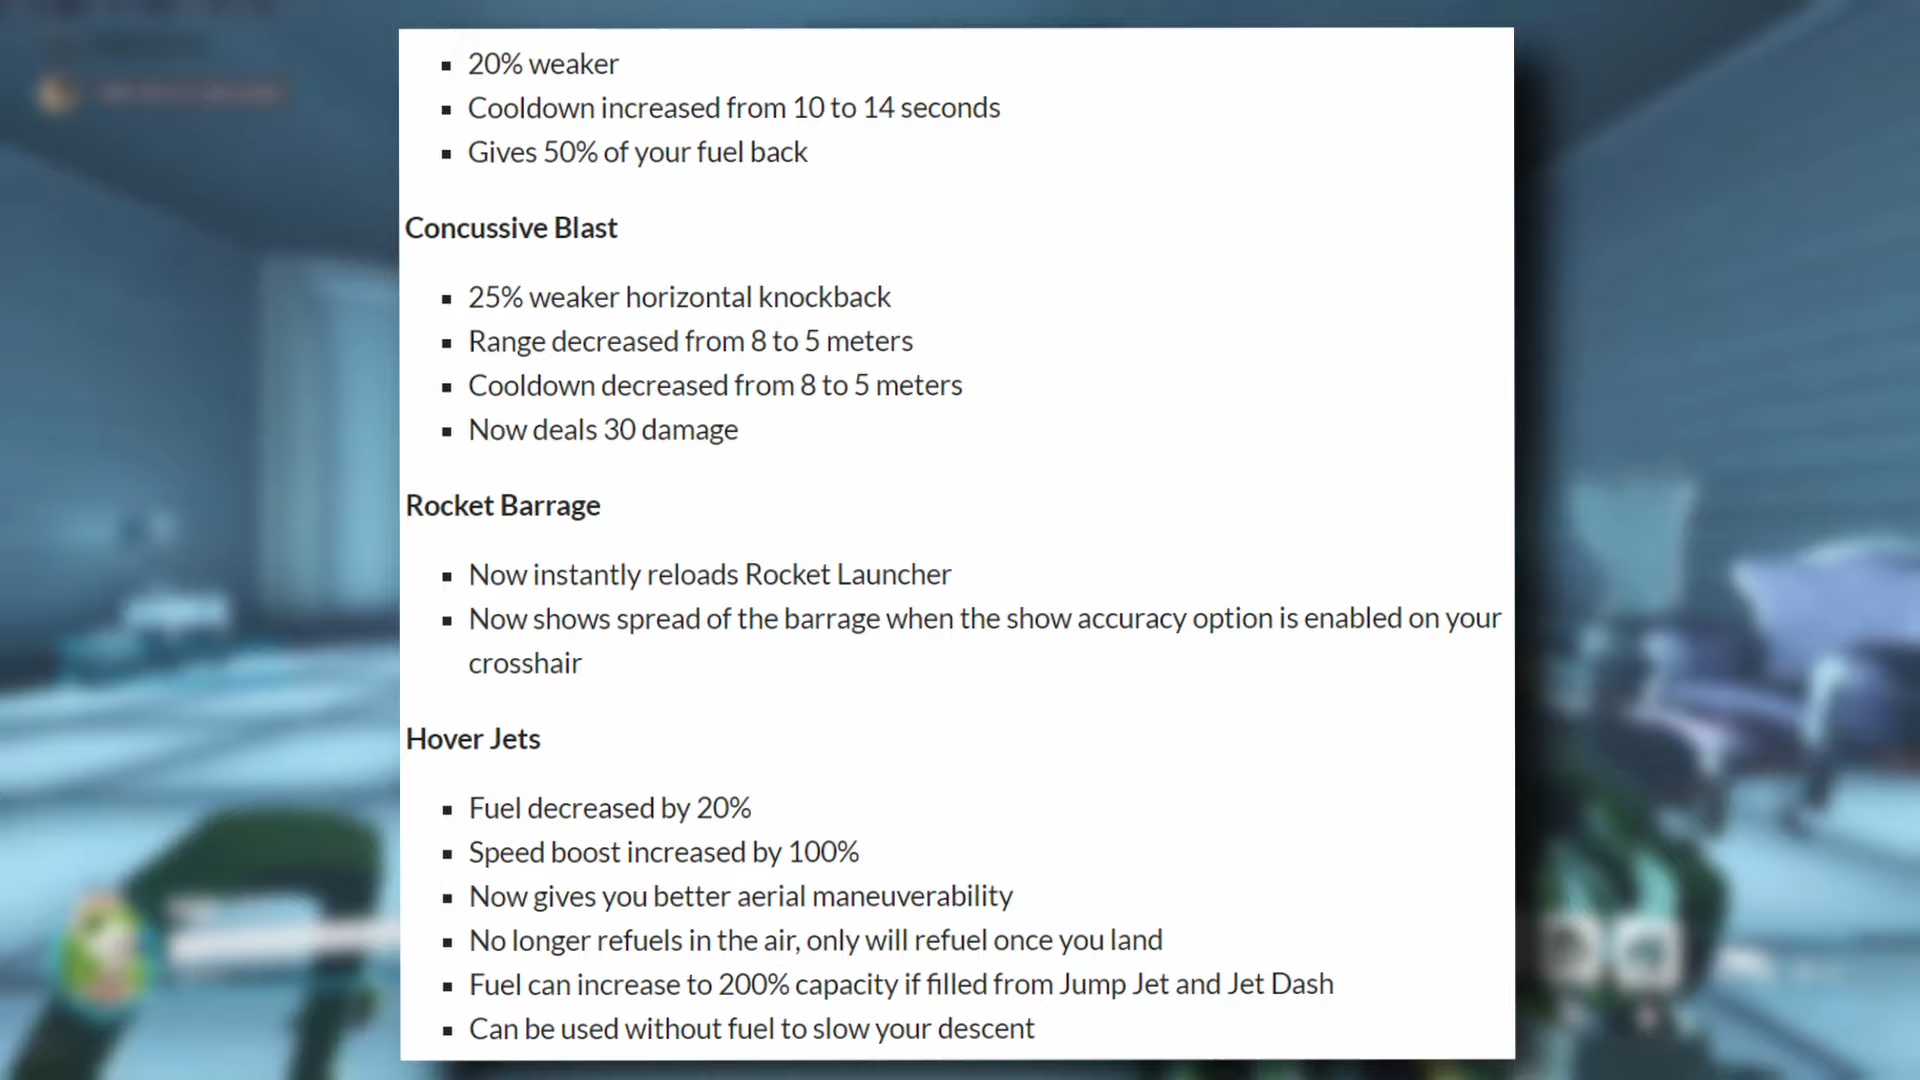 20% weaker
Cooldown increased from 10 to 14 seconds
Gives 50% of your fuel back
Concussive Blast
25% weaker horizontal knockback
Range decreased from 8 to 5 meters
Cooldown decreased from 8 to 5 meters
Now deals 30 damage
Rocket Barrage
Now instantly reloads Rocket Launcher
Now shows spread of the barrage when the show accuracy option is enabled on your
crosshair
Hover Jets
Fuel decreased by 20%
Speed boost increased by 100%
Now gives you better aerial maneuverability
No longer refuels in the air, only will refuel once you land
Fuel can increase to 200% capacity if filled from Jump Jet and Jet Dash
Can be used without fuel to slow your descent